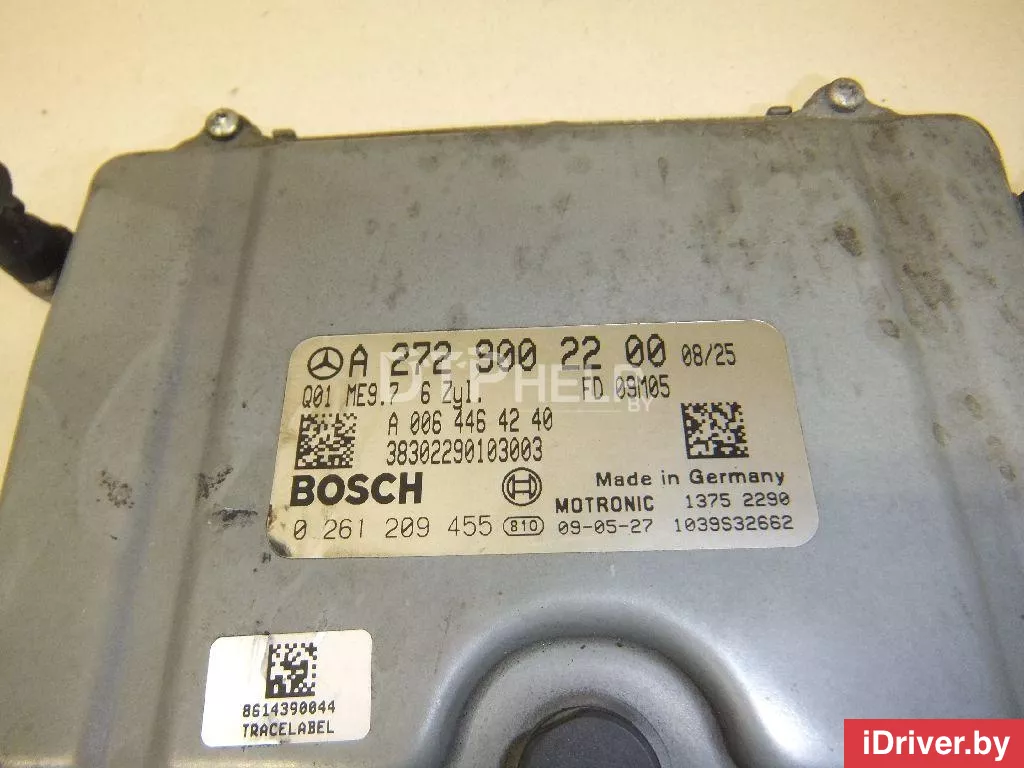 A 272 900 22 00 08/25
Q01 ME9.7 6 Zyl. FD 09M05
A 006 446 42 40
38302290103003
BOSCH Made in Germany
MOTRONIC 1375 2290
0 261 209 455 810 09-05-27 1039S32662
8614390044
TRACELABEL
iDriver.by